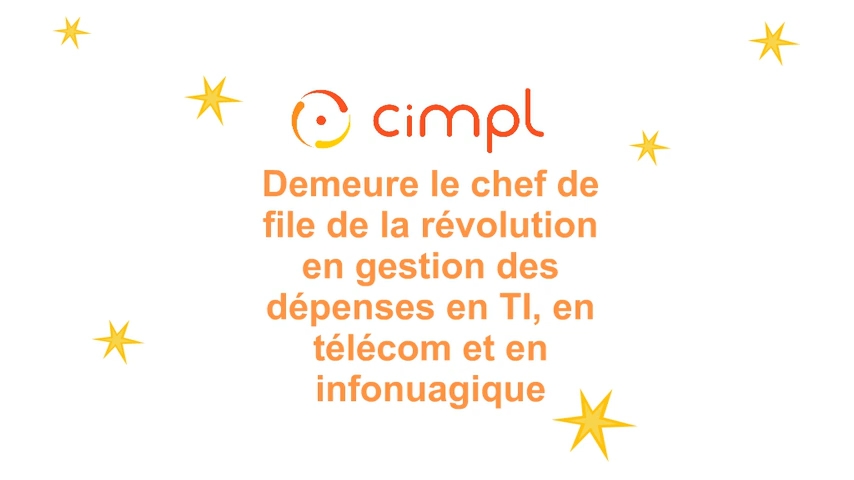 cimpl
Demeure le chef de
file de la révolution
en gestion des
dépenses en TI, en
télécom et en
infonuagique